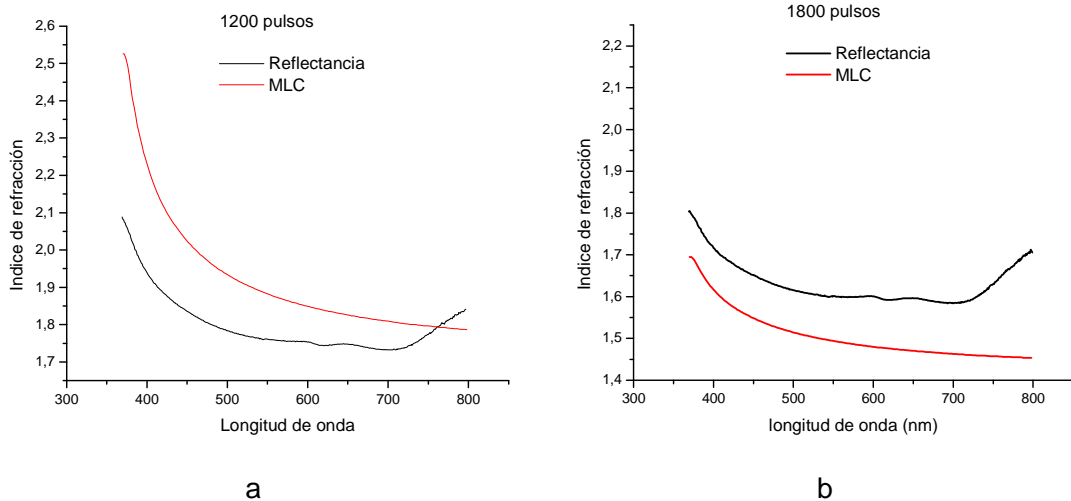 1200 pulsos
Reflectancia
MLC
2,6
2,5
2,4
2,3
2,2
2,1
2,0
1,9
1,8
1,7
Indice de refracción
300 400 500 600 700 800
Longitud de onda
a
1800 pulsos
Reflectancia
MLC
2,2
2,1
2,0
1,9
1,8
1,7
1,6
1,5
1,4
Indice de refracción
300 400 500 600 700 800
longitud de onda (nm)
b